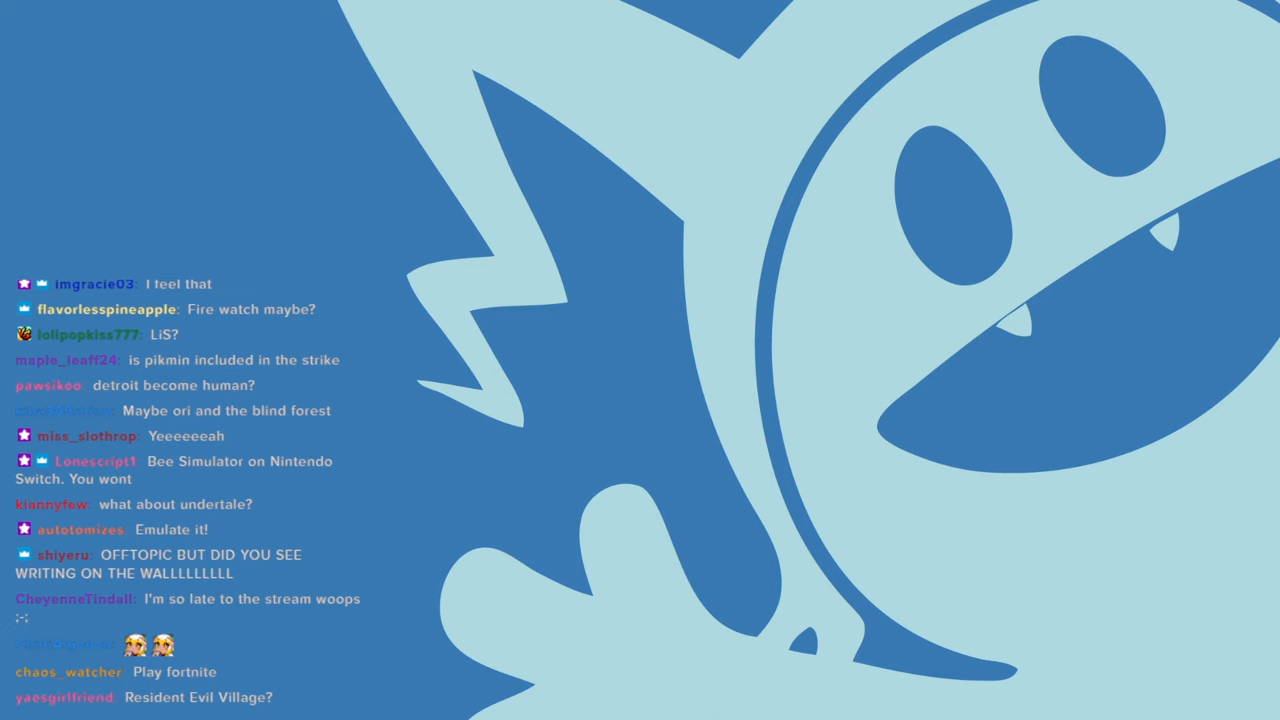 imgracie03: I feel that
flavorlesspineapple: Fire watch maybe?
lolipopkiss777: LiS?
maple_leaff24: is pikmin included in the strike
pawsikoo: detroit become human?
Maybe ori and the blind forest
miss_slothrop: Yeeeeeeah
Lonescript1: Bee Simulator on Nintendo
Switch. You wont
kiannyfew: what about undertale?
autotomizes: Emulate it!
shiyeru: OFFTOPIC BUT DID YOU SEE
WRITING ON THE WALLLLLLLLL
CheyenneTindall: I'm so late to the stream woops
;-;
chaos_watcher: Play fortnite
yaesgirlfriend: Resident Evil Village?